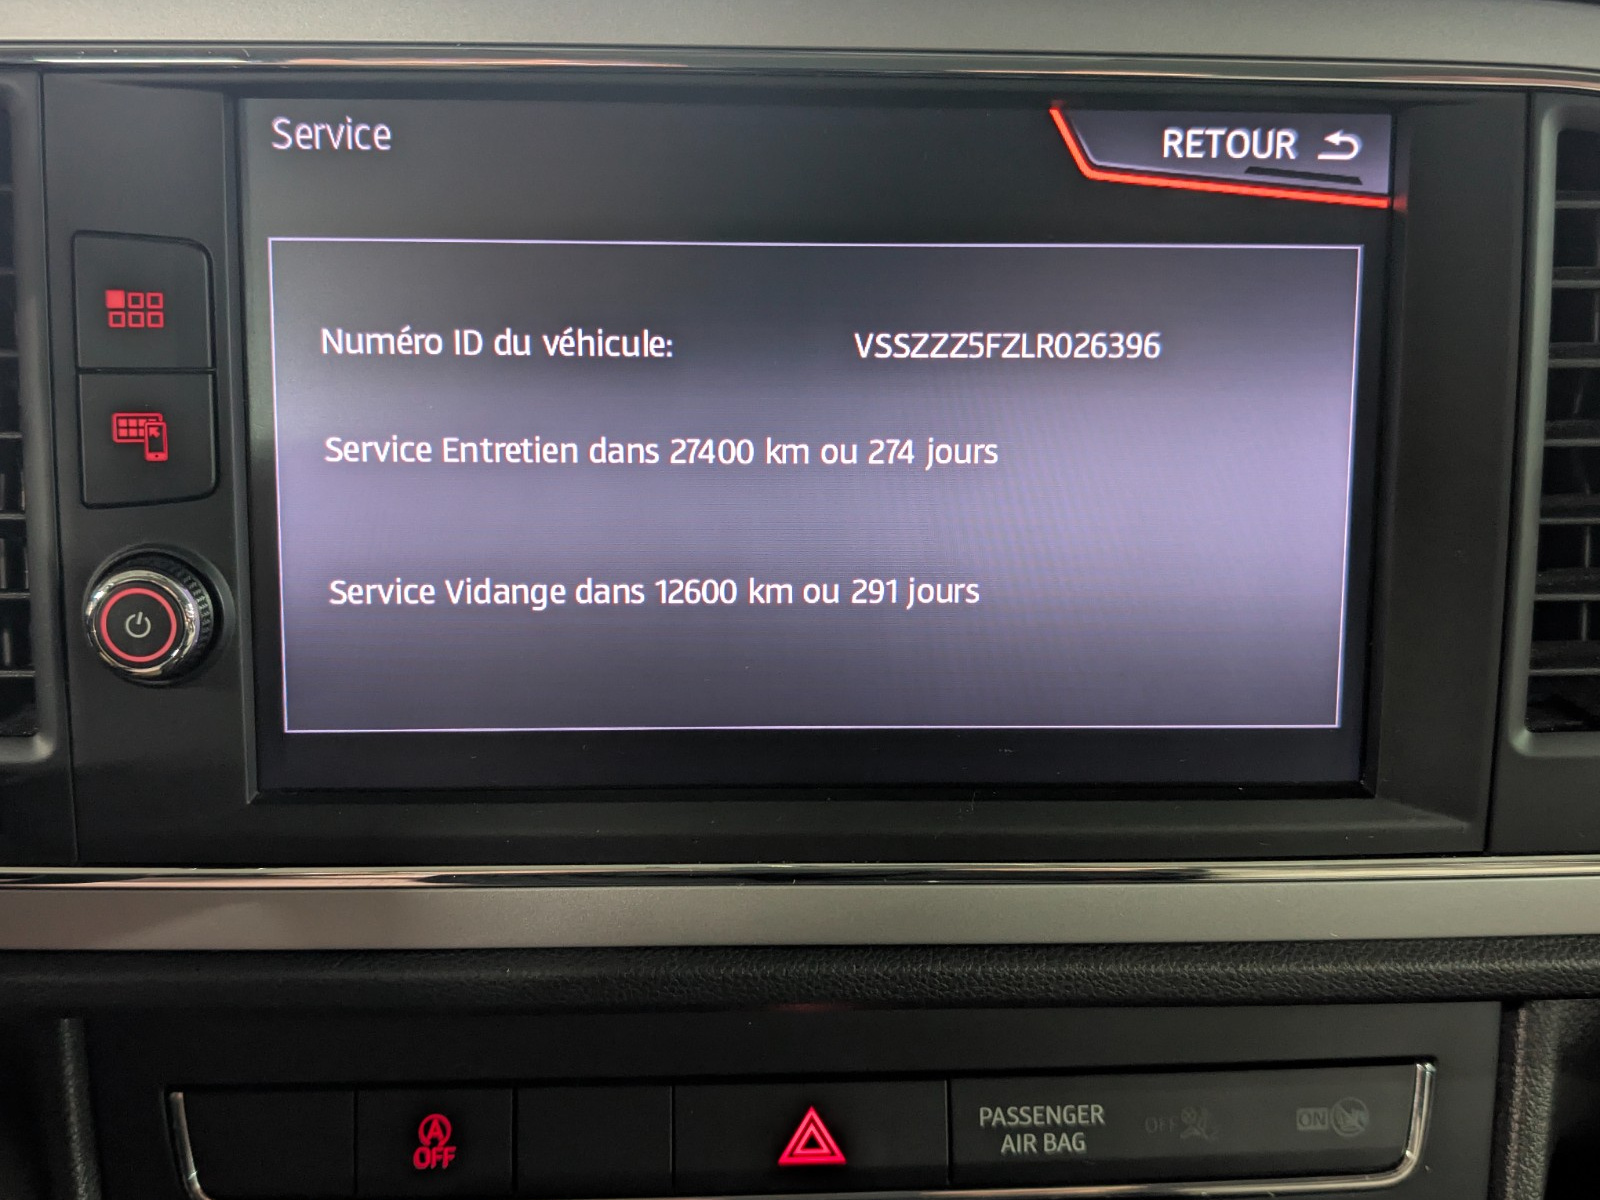 Service
RETOUR
Numéro ID du véhicule: VSSZZZ5FZLR026396
Service Entretien dans 27400 km ou 274 jours
Service Vidange dans 12600 km ou 291 jours
A
OFF
PASSENGER
AIR BAG
OFF
ON